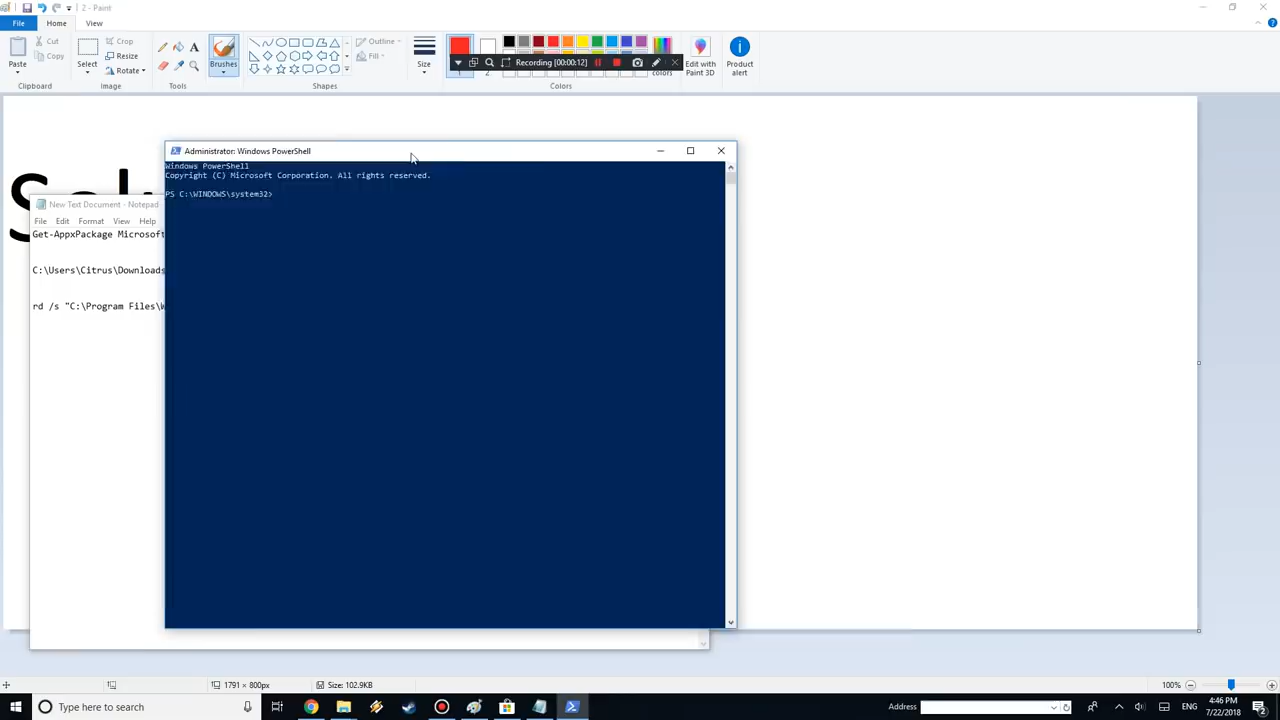 2 - Paint
File Home View
Paste
Cut
Copy
Clipboard
Select
Crop
Resize
Rotate
Image
Tools
Brushes
Shapes
Outline
Fill
Size
1
2
Recording [00:00:12]
colors
Colors
Edit with
Paint 3D
Product
alert
Administrator: Windows PowerShell
Windows PowerShell
Copyright (C) Microsoft Corporation. All rights reserved.
PS C:\WINDOWS\system32>
New Text Document - Notepad
File Edit Format View Help
Get-AppxPackage Microsoft
C:\Users\Citrus\Downloads
rd /s "C:\Program Files\W
1791 × 800px
Size: 102.9KB
100%
Type here to search
Address
ENG
4:46 PM
7/22/2018
2